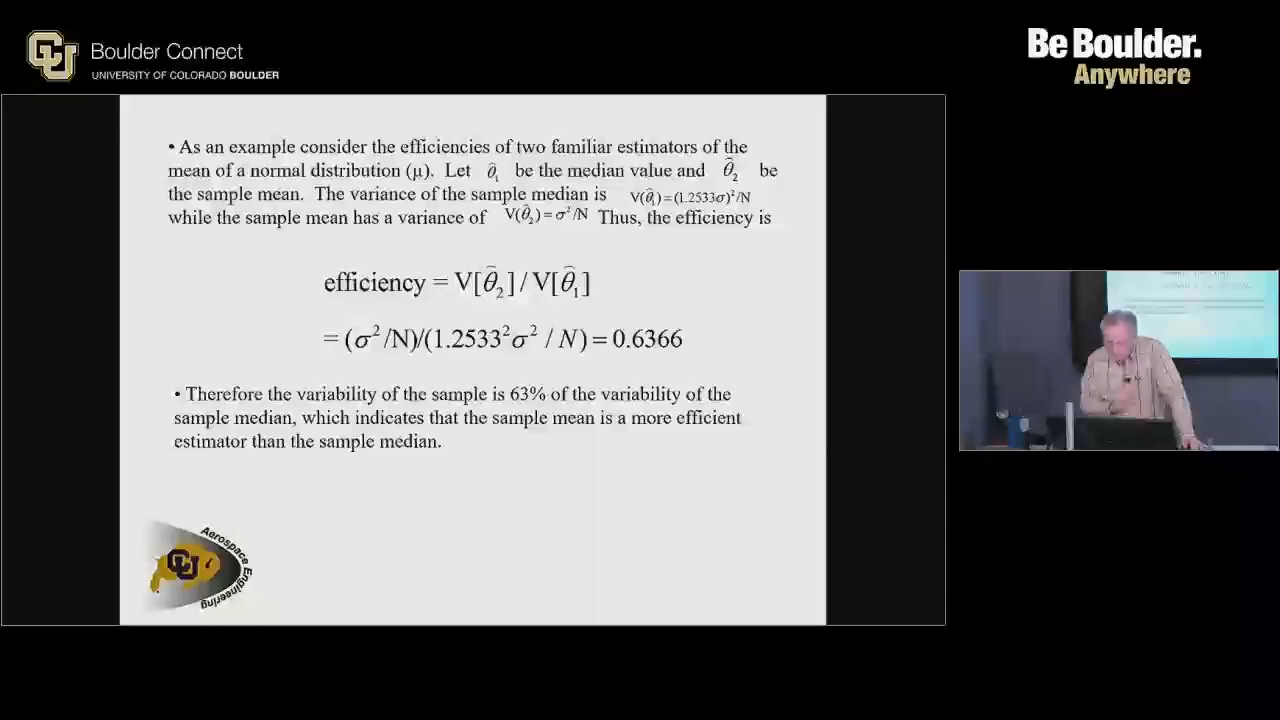 CU Boulder Connect
UNIVERSITY OF COLORADO BOULDER
Be Boulder.
Anywhere
• As an example consider the efficiencies of two familiar estimators of the
mean of a normal distribution (μ). Let θ̂₁ be the median value and θ̂₂ be
the sample mean. The variance of the sample median is V(θ̂₁)=(1.2533σ)²/N
while the sample mean has a variance of V(θ̂₂)=σ²/N Thus, the efficiency is
efficiency = V[θ̂₂] / V[θ̂₁]
= (σ²/N)/(1.2533²σ² / N) = 0.6366
• Therefore the variability of the sample is 63% of the variability of the
sample median, which indicates that the sample mean is a more efficient
estimator than the sample median.
CU
Aerospace Engineering